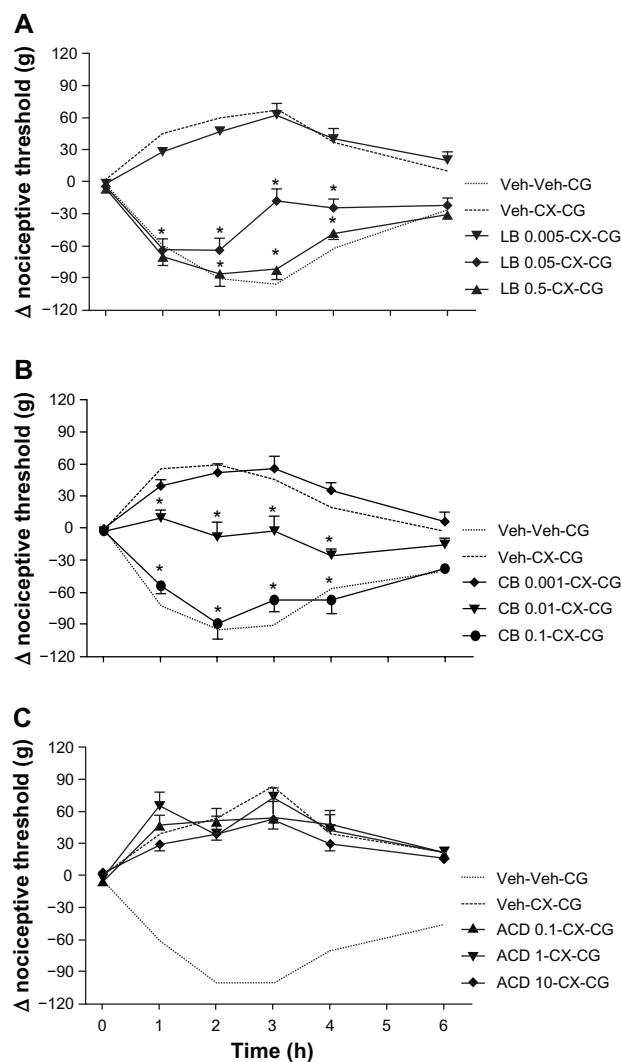 A
Δ nociceptive threshold (g)
120
90
60
30
0
−30
−60
−90
−120
* * * * * * *
Veh-Veh-CG
Veh-CX-CG
LB 0.005-CX-CG
LB 0.05-CX-CG
LB 0.5-CX-CG
B
Δ nociceptive threshold (g)
120
90
60
30
0
−30
−60
−90
−120
* * * *
* * * *
Veh-Veh-CG
Veh-CX-CG
CB 0.001-CX-CG
CB 0.01-CX-CG
CB 0.1-CX-CG
C
Δ nociceptive threshold (g)
120
90
60
30
0
−30
−60
−90
−120
Veh-Veh-CG
Veh-CX-CG
ACD 0.1-CX-CG
ACD 1-CX-CG
ACD 10-CX-CG
0 1 2 3 4 5 6
Time (h)